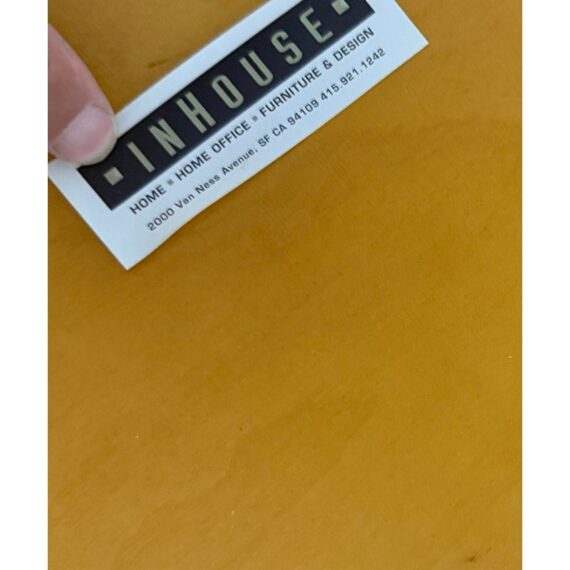 ▪ INHOUSE ▪
HOME ▪ HOME OFFICE ▪ FURNITURE & DESIGN
2000 Van Ness Avenue, SF CA 94109 415.921.1242